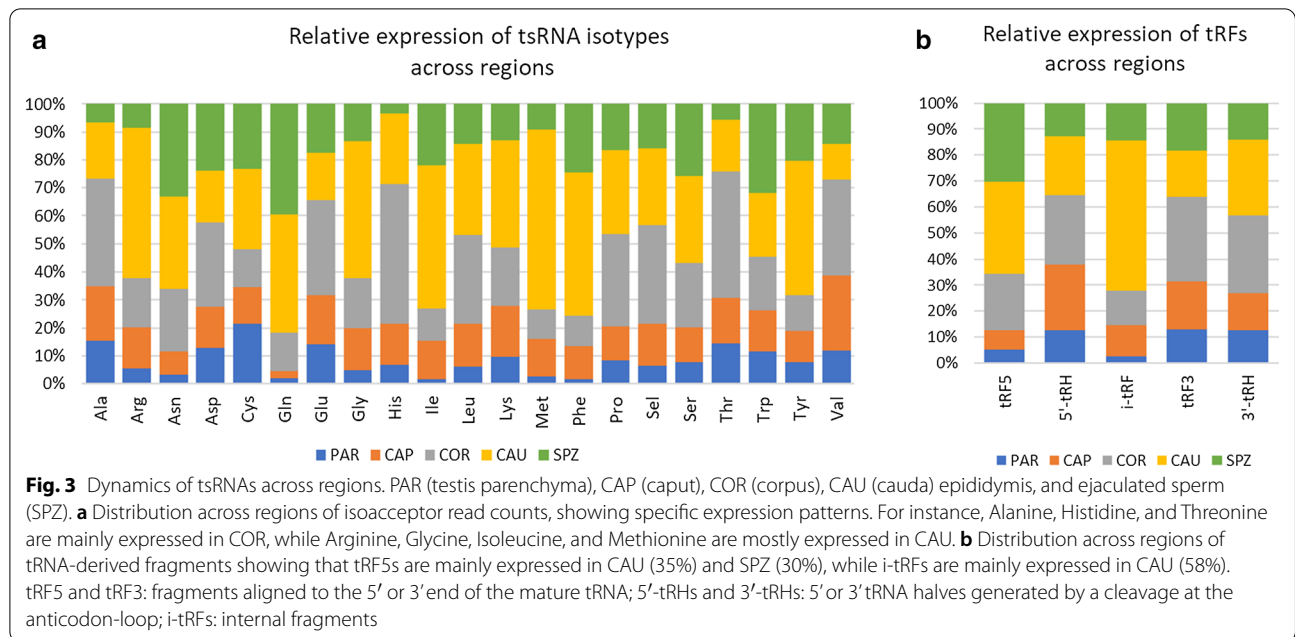 a
Relative expression of tsRNA isotypes
across regions
100%
90%
80%
70%
60%
50%
40%
30%
20%
10%
0%
Ala
Arg
Asn
Asp
Cys
Gln
Glu
Gly
His
Ile
Leu
Lys
Met
Phe
Pro
Sel
Ser
Thr
Trp
Tyr
Val
PAR CAP COR CAU SPZ
b
Relative expression of tRFs
across regions
100%
90%
80%
70%
60%
50%
40%
30%
20%
10%
0%
tRF5
5'-tRH
i-tRF
tRF3
3'-tRH
PAR CAP COR CAU SPZ
Fig. 3 Dynamics of tsRNAs across regions. PAR (testis parenchyma), CAP (caput), COR (corpus), CAU (cauda) epididymis, and ejaculated sperm
(SPZ). a Distribution across regions of isoacceptor read counts, showing specific expression patterns. For instance, Alanine, Histidine, and Threonine
are mainly expressed in COR, while Arginine, Glycine, Isoleucine, and Methionine are mostly expressed in CAU. b Distribution across regions of
tRNA-derived fragments showing that tRF5s are mainly expressed in CAU (35%) and SPZ (30%), while i-tRFs are mainly expressed in CAU (58%).
tRF5 and tRF3: fragments aligned to the 5′ or 3′ end of the mature tRNA; 5′-tRHs and 3′-tRHs: 5′ or 3′ tRNA halves generated by a cleavage at the
anticodon-loop; i-tRFs: internal fragments